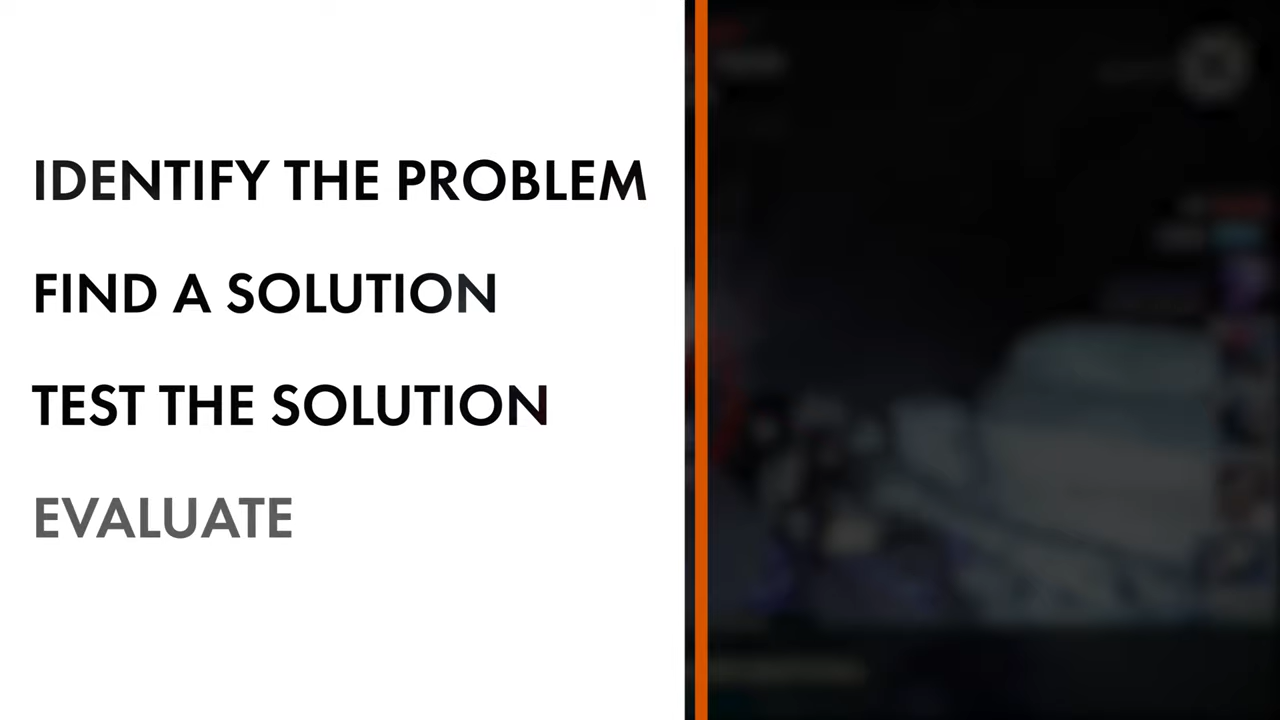 IDENTIFY THE PROBLEM
FIND A SOLUTION
TEST THE SOLUTION
EVALUATE